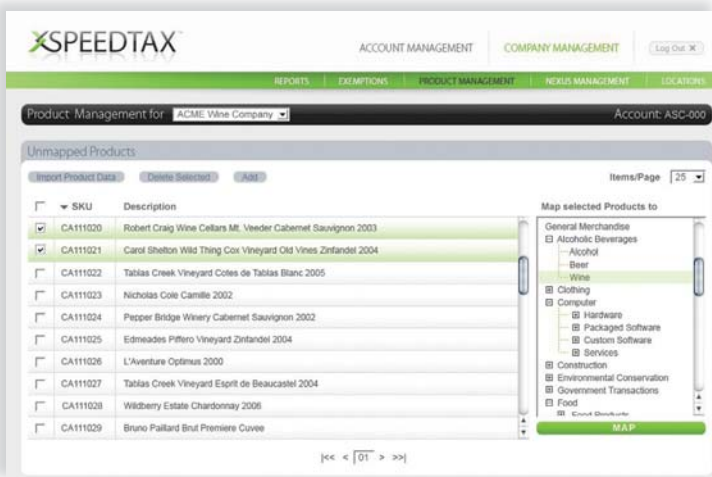 XSPEEDTAX
ACCOUNT MANAGEMENT COMPANY MANAGEMENT Log Out X
REPORTS EXEMPTIONS PRODUCT MANAGEMENT NEXUS MANAGEMENT LOCATIONS
Product Management for ACME Wine Company Account: ASC-000
Unmapped Products
Import Product Data Delete Selected Add Items/Page 25
SKU Description Map selected Products to
CA111020 Robert Craig Wine Cellars Mt. Veeder Cabernet Sauvignon 2003
CA111021 Carol Shelton Wild Thing Cox Vineyard Old Vines Zinfandel 2004
CA111022 Tablas Creek Vineyard Cotes de Tablas Blanc 2005
CA111023 Nicholas Cole Camille 2002
CA111024 Pepper Bridge Winery Cabernet Sauvignon 2002
CA111025 Edmeades Piffero Vineyard Zinfandel 2004
CA111026 L'Aventure Optimus 2000
CA111027 Tablas Creek Vineyard Esprit de Beaucastel 2004
CA111028 Wildberry Estate Chardonnay 2006
CA111029 Bruno Paillard Brut Premiere Cuvee
General Merchandise
Alcoholic Beverages
Alcohol
Beer
Wine
Clothing
Computer
Hardware
Packaged Software
Custom Software
Services
Construction
Environmental Conservation
Government Transactions
Food
Food Products
MAP
|<< < 01 > >>|